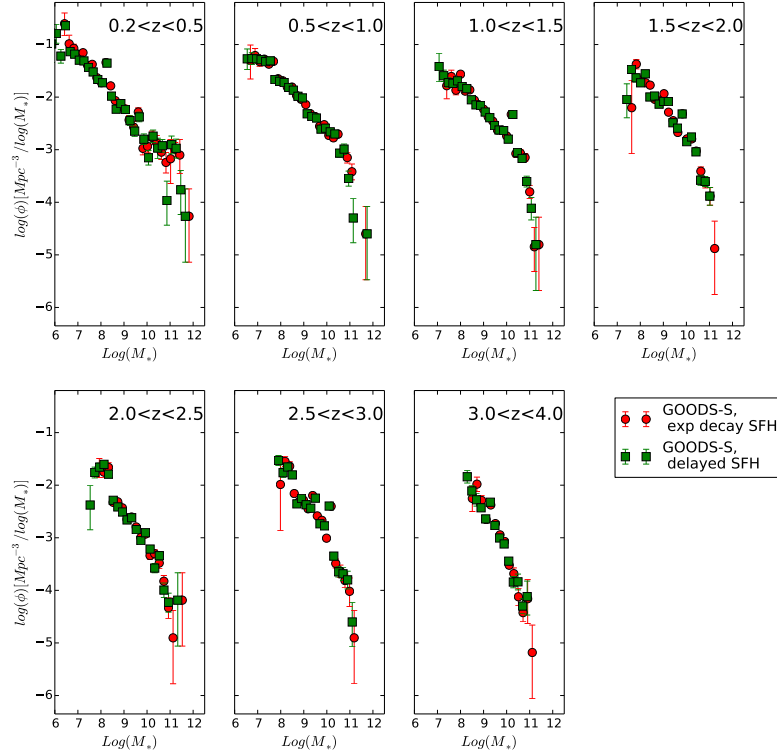 0.2<z<0.5
0.5<z<1.0
1.0<z<1.5
1.5<z<2.0
log(ϕ)[Mpc⁻³/log(M*)]
−1
−2
−3
−4
−5
−6
6 7 8 9 10 11 12
6 7 8 9 10 11 12
6 7 8 9 10 11 12
6 7 8 9 10 11 12
Log(M*)
Log(M*)
Log(M*)
Log(M*)
2.0<z<2.5
2.5<z<3.0
3.0<z<4.0
GOODS-S,
exp decay SFH
GOODS-S,
delayed SFH
log(ϕ)[Mpc⁻³/log(M*)]
−1
−2
−3
−4
−5
−6
6 7 8 9 10 11 12
6 7 8 9 10 11 12
6 7 8 9 10 11 12
Log(M*)
Log(M*)
Log(M*)